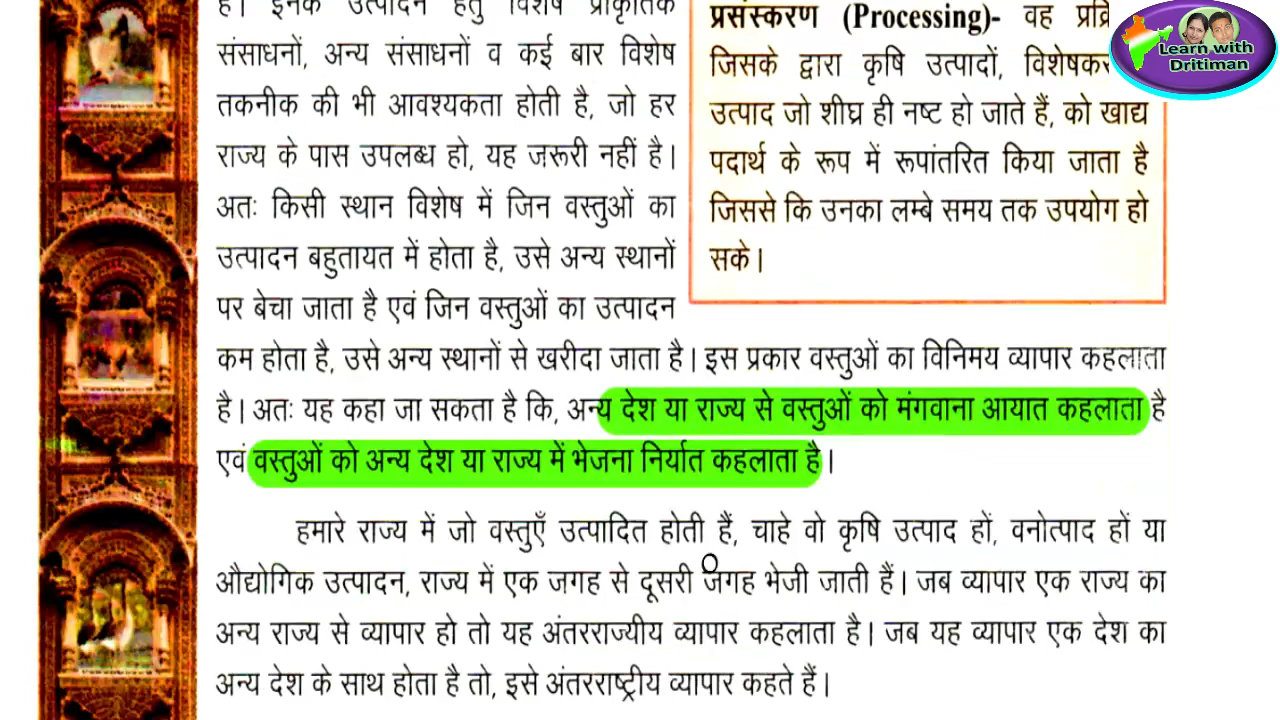 है। इनके उत्पादन हेतु विशेष प्राकृतिक
संसाधनों, अन्य संसाधनों व कई बार विशेष
तकनीक की भी आवश्यकता होती है, जो हर
राज्य के पास उपलब्ध हो, यह जरूरी नहीं है।
अतः किसी स्थान विशेष में जिन वस्तुओं का
उत्पादन बहुतायत में होता है, उसे अन्य स्थानों
पर बेचा जाता है एवं जिन वस्तुओं का उत्पादन
कम होता है, उसे अन्य स्थानों से खरीदा जाता है। इस प्रकार वस्तुओं का विनिमय व्यापार कहलाता
है। अतः यह कहा जा सकता है कि, अन्य देश या राज्य से वस्तुओं को मंगवाना आयात कहलाता है
एवं वस्तुओं को अन्य देश या राज्य में भेजना निर्यात कहलाता है।
प्रसंस्करण (Processing)- वह
जिसके द्वारा कृषि उत्पादों,
उत्पाद जो शीघ्र ही नष्ट हो जाते हैं, को खाद्य
पदार्थ के रूप में रूपांतरित किया जाता है
जिससे कि उनका लम्बे समय तक उपयोग हो
सके।
हमारे राज्य में जो वस्तुएँ उत्पादित होती हैं, चाहे वो कृषि उत्पाद हों, वनोत्पाद हों या
औद्योगिक उत्पादन, राज्य में एक जगह से दूसरी जगह भेजी जाती हैं। जब व्यापार एक राज्य का
अन्य राज्य से व्यापार हो तो यह अंतरराज्यीय व्यापार कहलाता है। जब यह व्यापार एक देश का
अन्य देश के साथ होता है तो, इसे अंतरराष्ट्रीय व्यापार कहते हैं।
Learn with
Dritiman